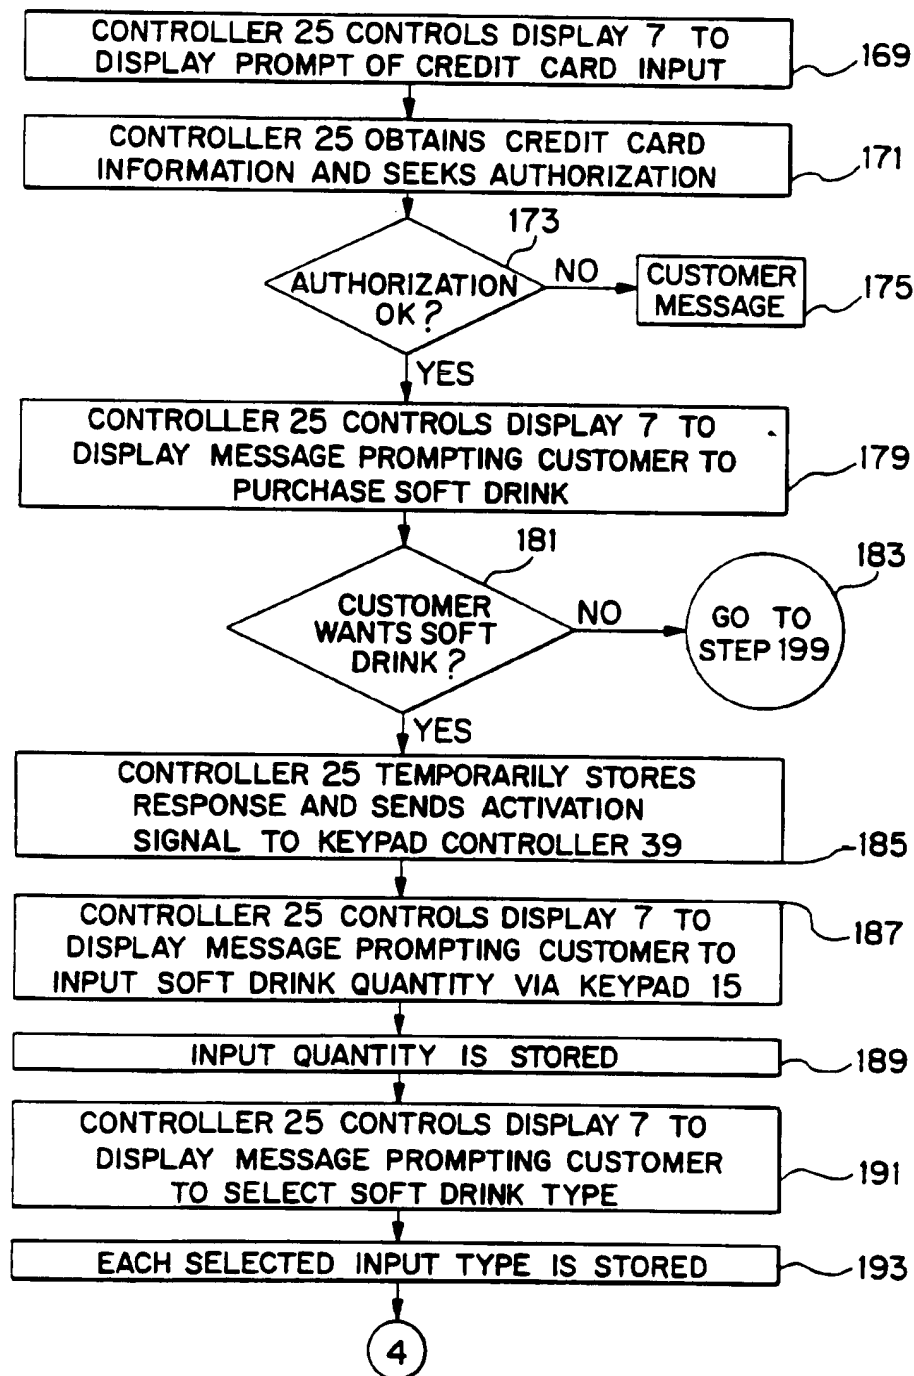 CONTROLLER 25 CONTROLS DISPLAY 7 TO
DISPLAY PROMPT OF CREDIT CARD INPUT
169
CONTROLLER 25 OBTAINS CREDIT CARD
INFORMATION AND SEEKS AUTHORIZATION
171
173
AUTHORIZATION
OK?
NO
CUSTOMER
MESSAGE
175
YES
CONTROLLER 25 CONTROLS DISPLAY 7 TO
DISPLAY MESSAGE PROMPTING CUSTOMER TO
PURCHASE SOFT DRINK
179
181
CUSTOMER
WANTS SOFT
DRINK?
NO
183
GO TO
STEP 199
YES
CONTROLLER 25 TEMPORARILY STORES
RESPONSE AND SENDS ACTIVATION
SIGNAL TO KEYPAD CONTROLLER 39
185
CONTROLLER 25 CONTROLS DISPLAY 7 TO
DISPLAY MESSAGE PROMPTING CUSTOMER TO
INPUT SOFT DRINK QUANTITY VIA KEYPAD 15
187
INPUT QUANTITY IS STORED
189
CONTROLLER 25 CONTROLS DISPLAY 7 TO
DISPLAY MESSAGE PROMPTING CUSTOMER
TO SELECT SOFT DRINK TYPE
191
EACH SELECTED INPUT TYPE IS STORED
193
4